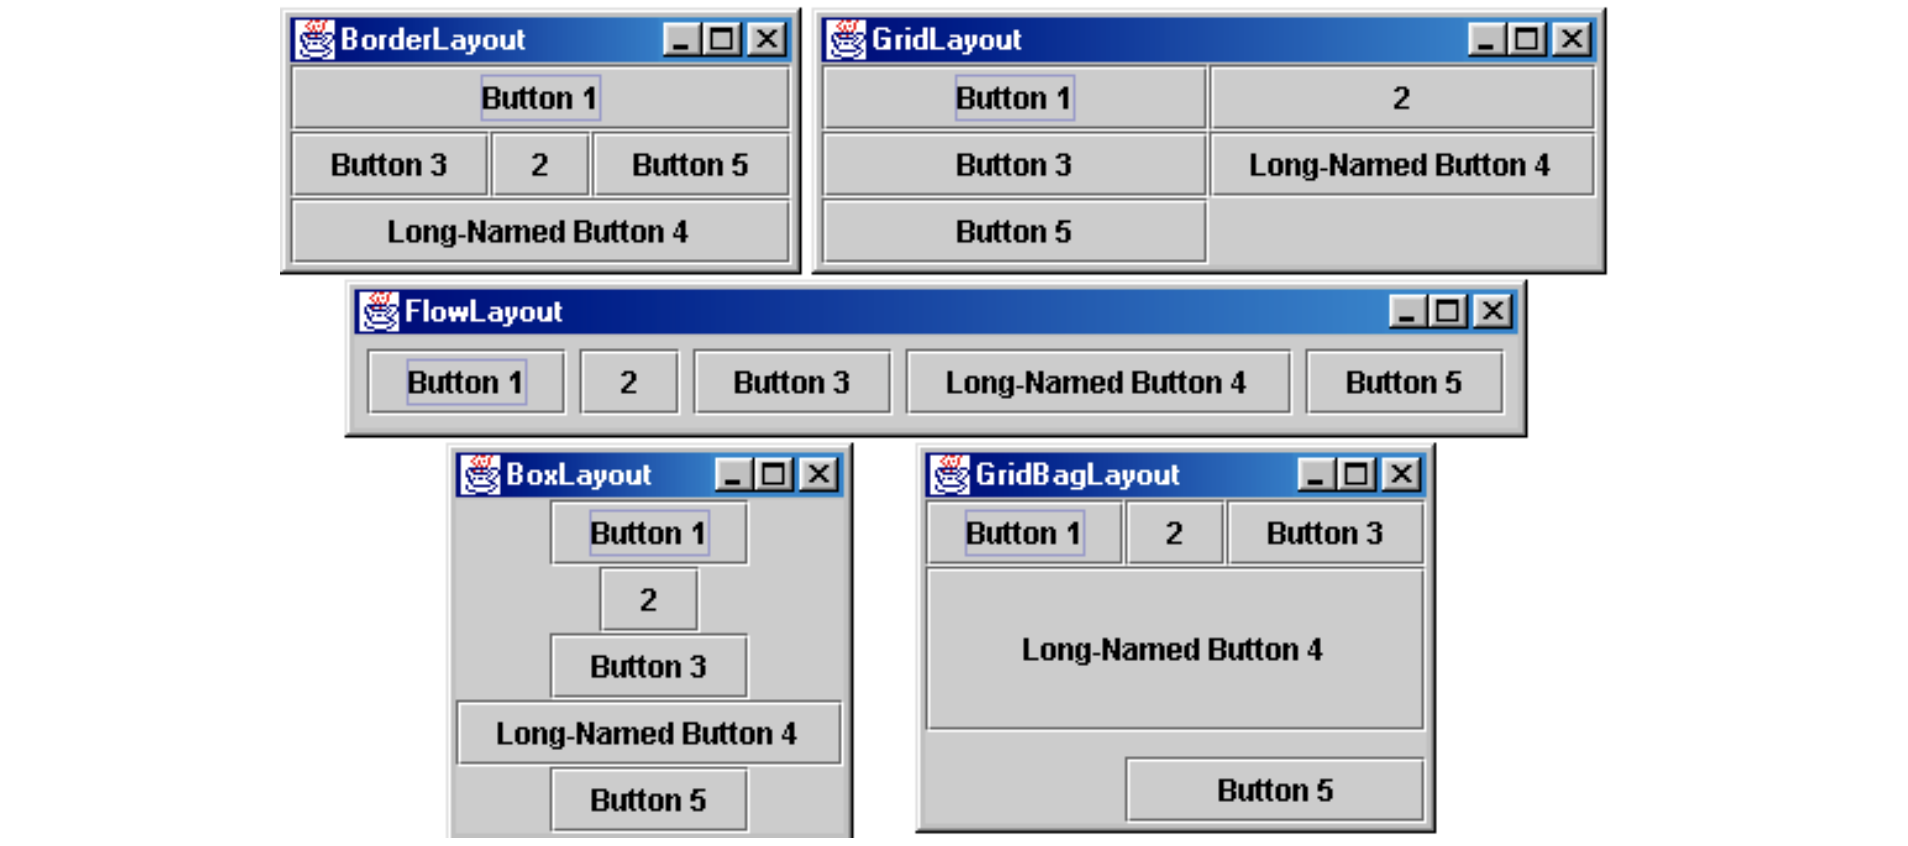 BorderLayout
Button 1
Button 3 2 Button 5
Long-Named Button 4
GridLayout
Button 1 2
Button 3 Long-Named Button 4
Button 5
FlowLayout
Button 1 2 Button 3 Long-Named Button 4 Button 5
BoxLayout
Button 1
2
Button 3
Long-Named Button 4
Button 5
GridBagLayout
Button 1 2 Button 3
Long-Named Button 4
Button 5